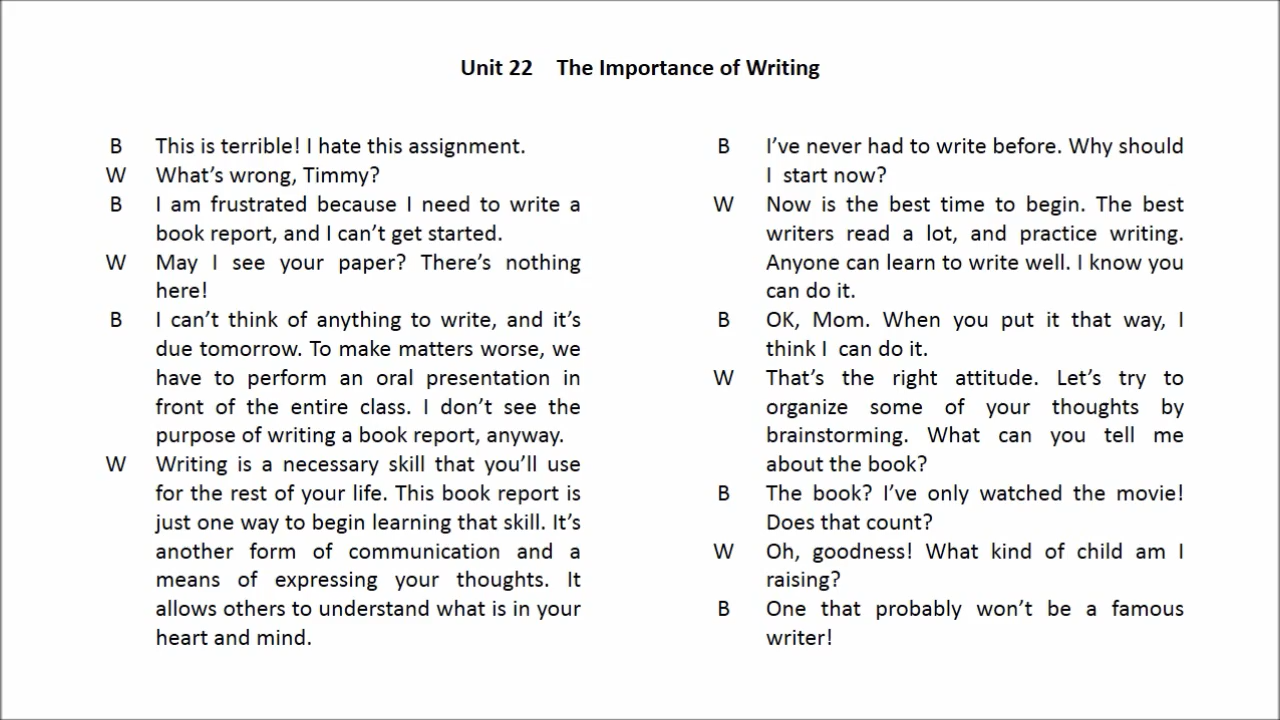 Unit 22 The Importance of Writing
B This is terrible! I hate this assignment.
W What's wrong, Timmy?
B I am frustrated because I need to write a
book report, and I can't get started.
W May I see your paper? There's nothing
here!
B I can't think of anything to write, and it's
due tomorrow. To make matters worse, we
have to perform an oral presentation in
front of the entire class. I don't see the
purpose of writing a book report, anyway.
W Writing is a necessary skill that you'll use
for the rest of your life. This book report is
just one way to begin learning that skill. It's
another form of communication and a
means of expressing your thoughts. It
allows others to understand what is in your
heart and mind.
B I've never had to write before. Why should
I start now?
W Now is the best time to begin. The best
writers read a lot, and practice writing.
Anyone can learn to write well. I know you
can do it.
B OK, Mom. When you put it that way, I
think I can do it.
W That's the right attitude. Let's try to
organize some of your thoughts by
brainstorming. What can you tell me
about the book?
B The book? I've only watched the movie!
Does that count?
W Oh, goodness! What kind of child am I
raising?
B One that probably won't be a famous
writer!